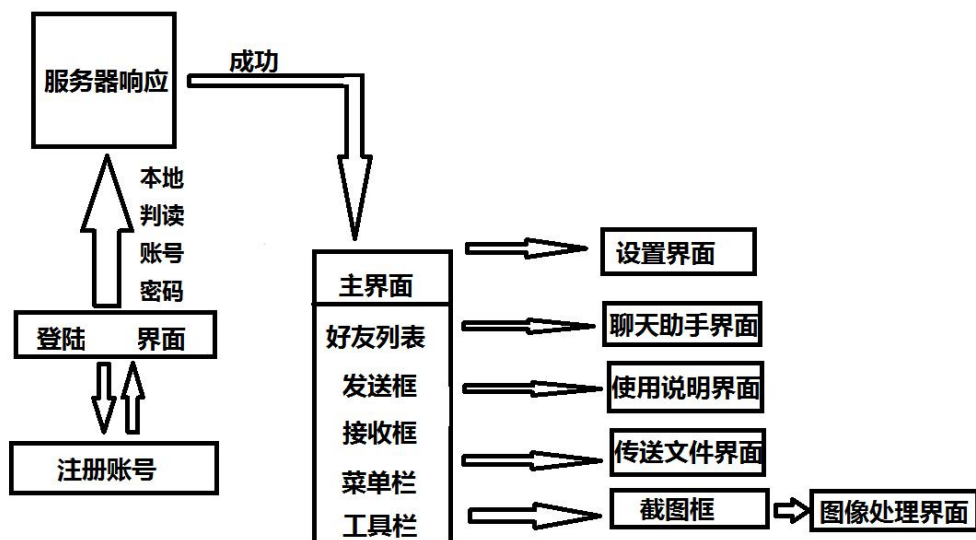 服务器响应
成功
本地
判读
账号
密码
登陆 界面
注册账号
主界面
好友列表
发送框
接收框
菜单栏
工具栏
设置界面
聊天助手界面
使用说明界面
传送文件界面
截图框
图像处理界面